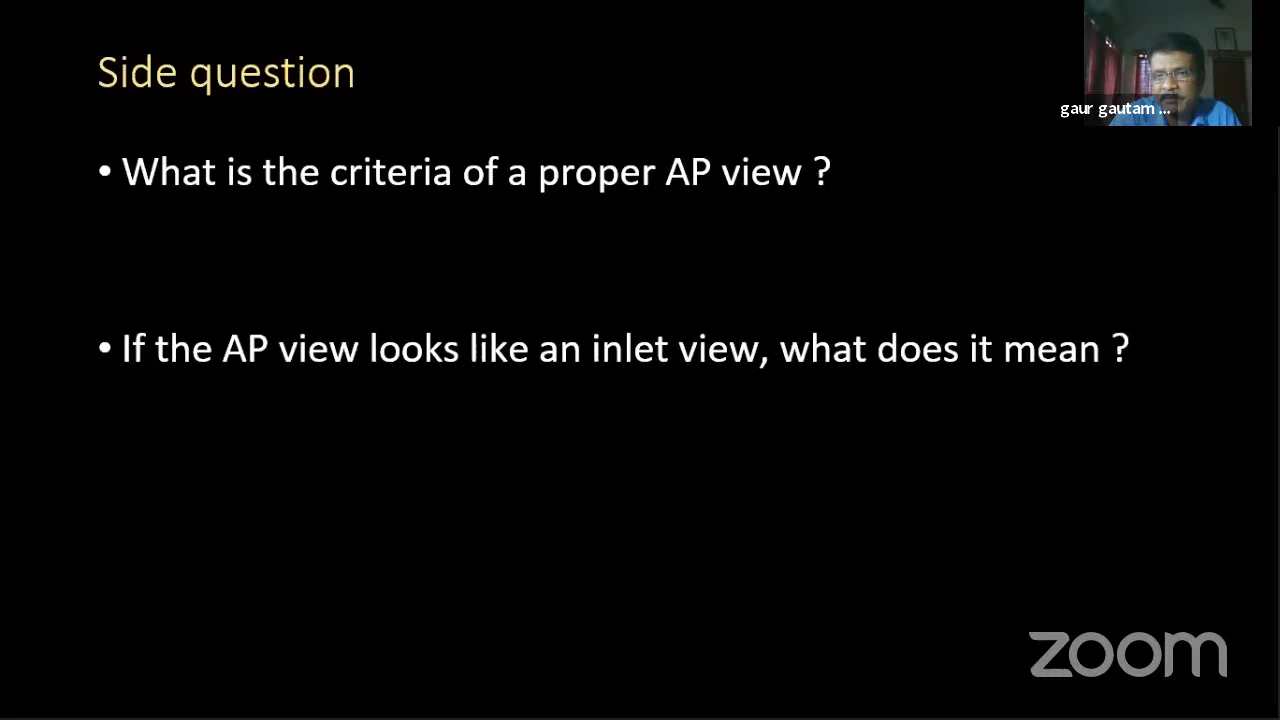 Side question
gaur gautam ...
• What is the criteria of a proper AP view ?
• If the AP view looks like an inlet view, what does it mean ?
zoom